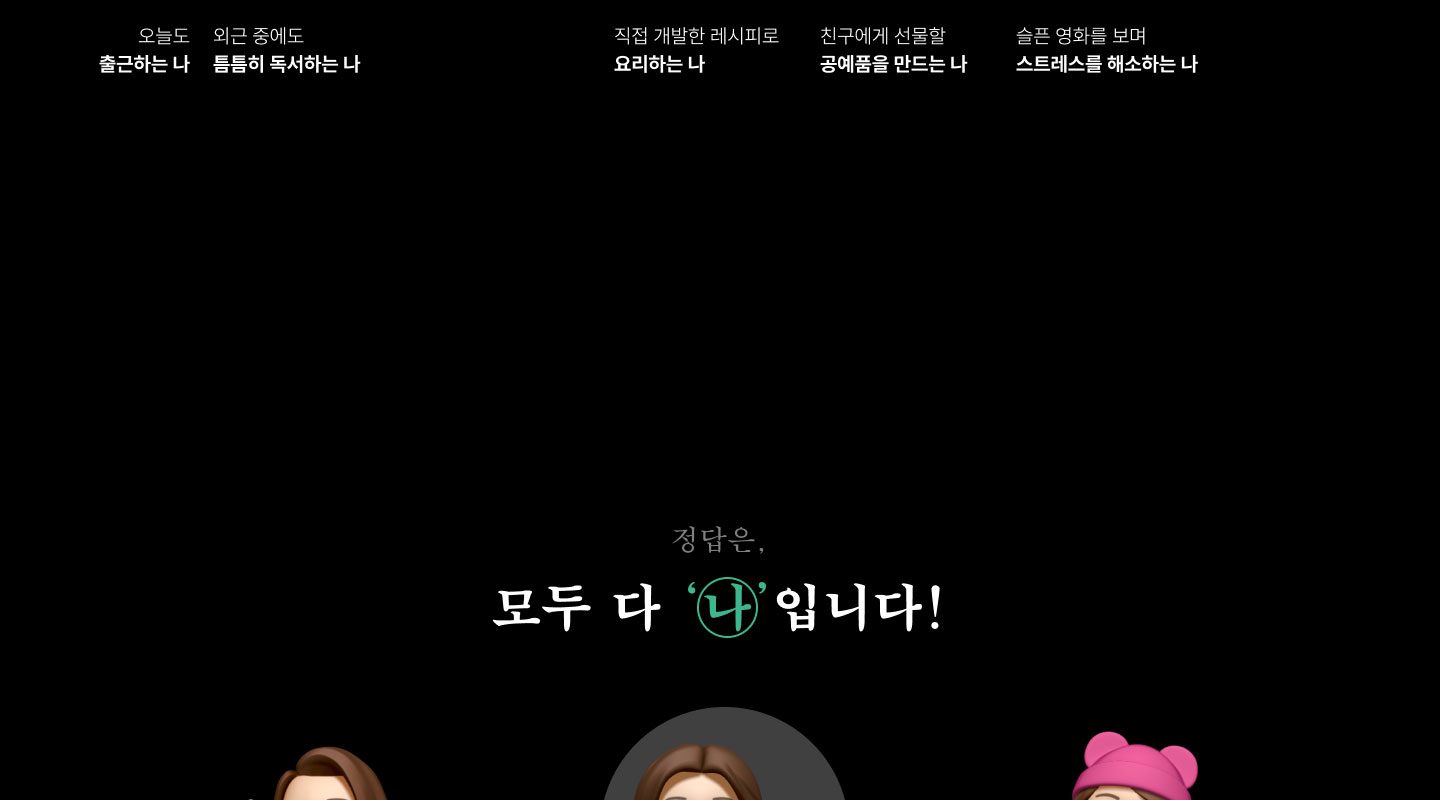 오늘도
출근하는 나
외근 중에도
틈틈히 독서하는 나
직접 개발한 레시피로
요리하는 나
친구에게 선물할
공예품을 만드는 나
슬픈 영화를 보며
스트레스를 해소하는 나
정답은,
모두 다 ‘나’입니다!